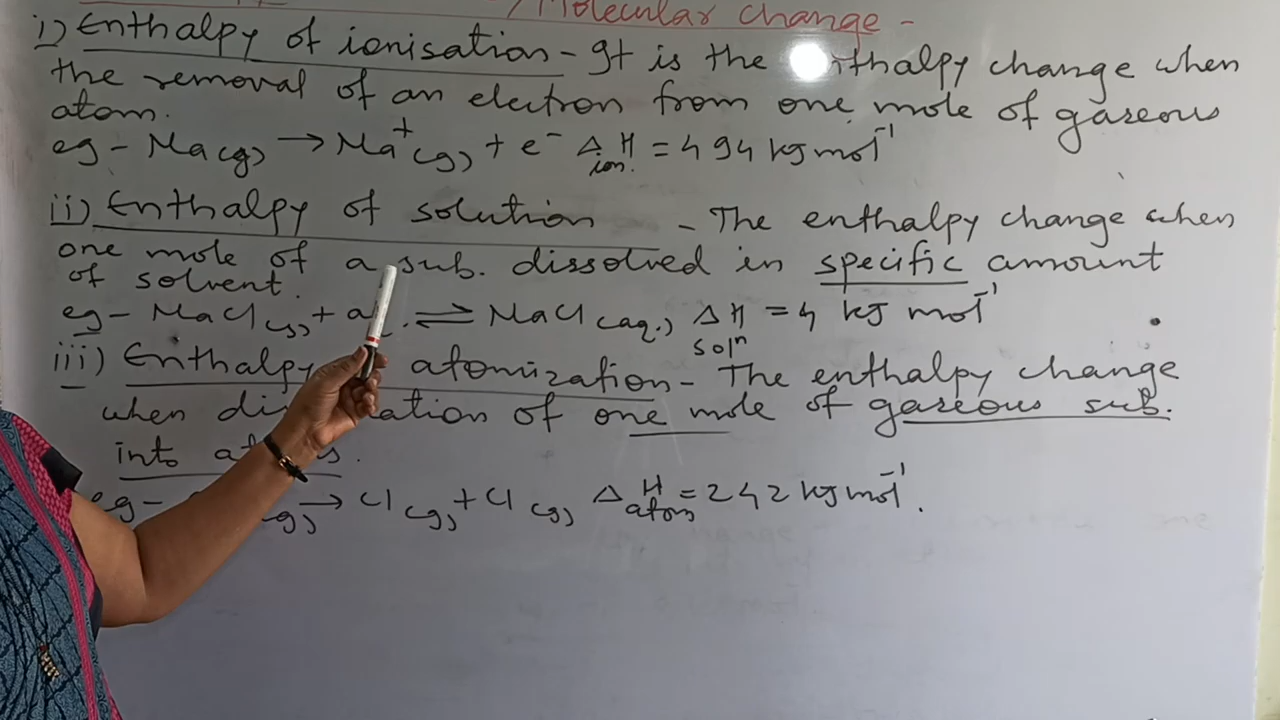 Molecular change -
i) Enthalpy of ionisation - It is the enthalpy change when
the removal of an electron from one mole of gaseous
atom.
eg - Na(g) → Na⁺(g) + e⁻ Δion.H = 494 kJ mol⁻¹
ii) Enthalpy of solution - The enthalpy change when
one mole of a sub. dissolved in specific amount
of solvent.
eg - NaCl(s) + a . ⇌ NaCl(aq.) ΔsolⁿH = 4 kJ mol⁻¹
iii) Enthalpy atomization - The enthalpy change
when of one mole of gaseous sub.
into
eg - (g) → Cl(g) + Cl(g) ΔatomH = 242 kJ mol⁻¹.